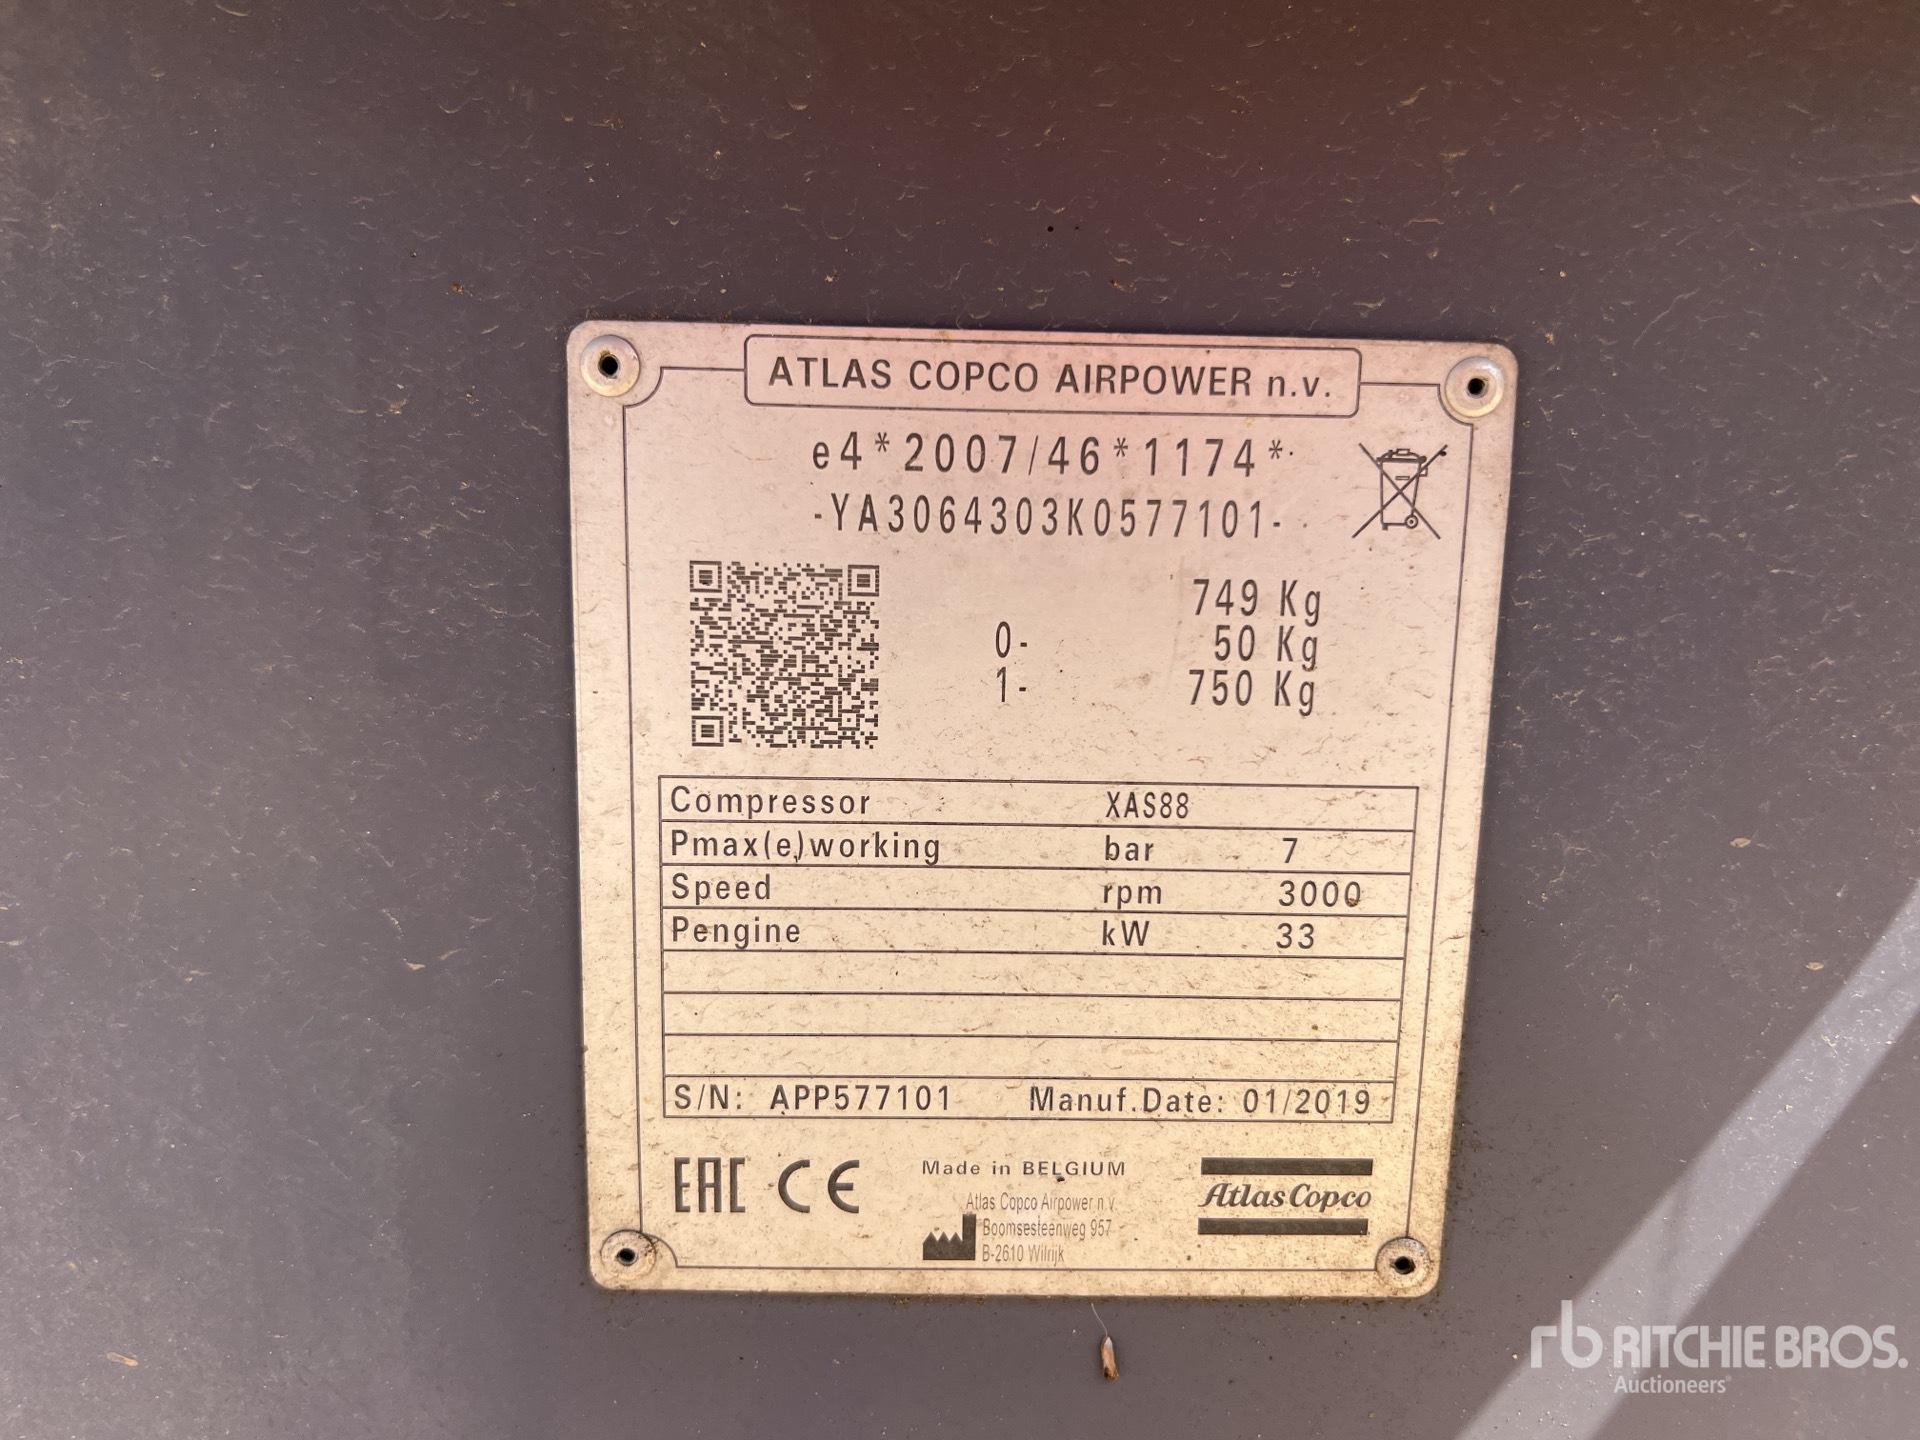 ATLAS COPCO AIRPOWER n.v.
e4*2007/46*1174*
-YA3064303K0577101-
749 Kg
0- 50 Kg
1- 750 Kg
Compressor XAS88
Pmax(e)working bar 7
Speed rpm 3000
Pengine kW 33
S/N: APP577101 Manuf.Date: 01/2019
EAC CE
Made in BELGIUM
Atlas Copco Airpower n.v.
Boomsesteenweg 957
B-2610 Wilrijk
Atlas Copco
rb RITCHIE BROS.
Auctioneers